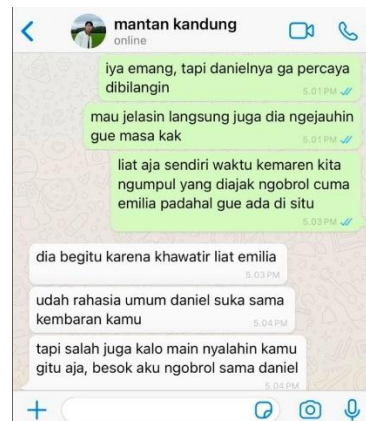 mantan kandung
online
iya emang, tapi danielnya ga percaya
dibilangin
5.01 PM
mau jelasin langsung juga dia ngejauhin
gue masa kak
5.01 PM
liat aja sendiri waktu kemaren kita
ngumpul yang diajak ngobrol cuma
emilia padahal gue ada di situ
5.03 PM
dia begitu karena khawatir liat emilia
5.03 PM
udah rahasia umum daniel suka sama
kembaran kamu
5.04 PM
tapi salah juga kalo main nyalahin kamu
gitu aja, besok aku ngobrol sama daniel
5.04 PM